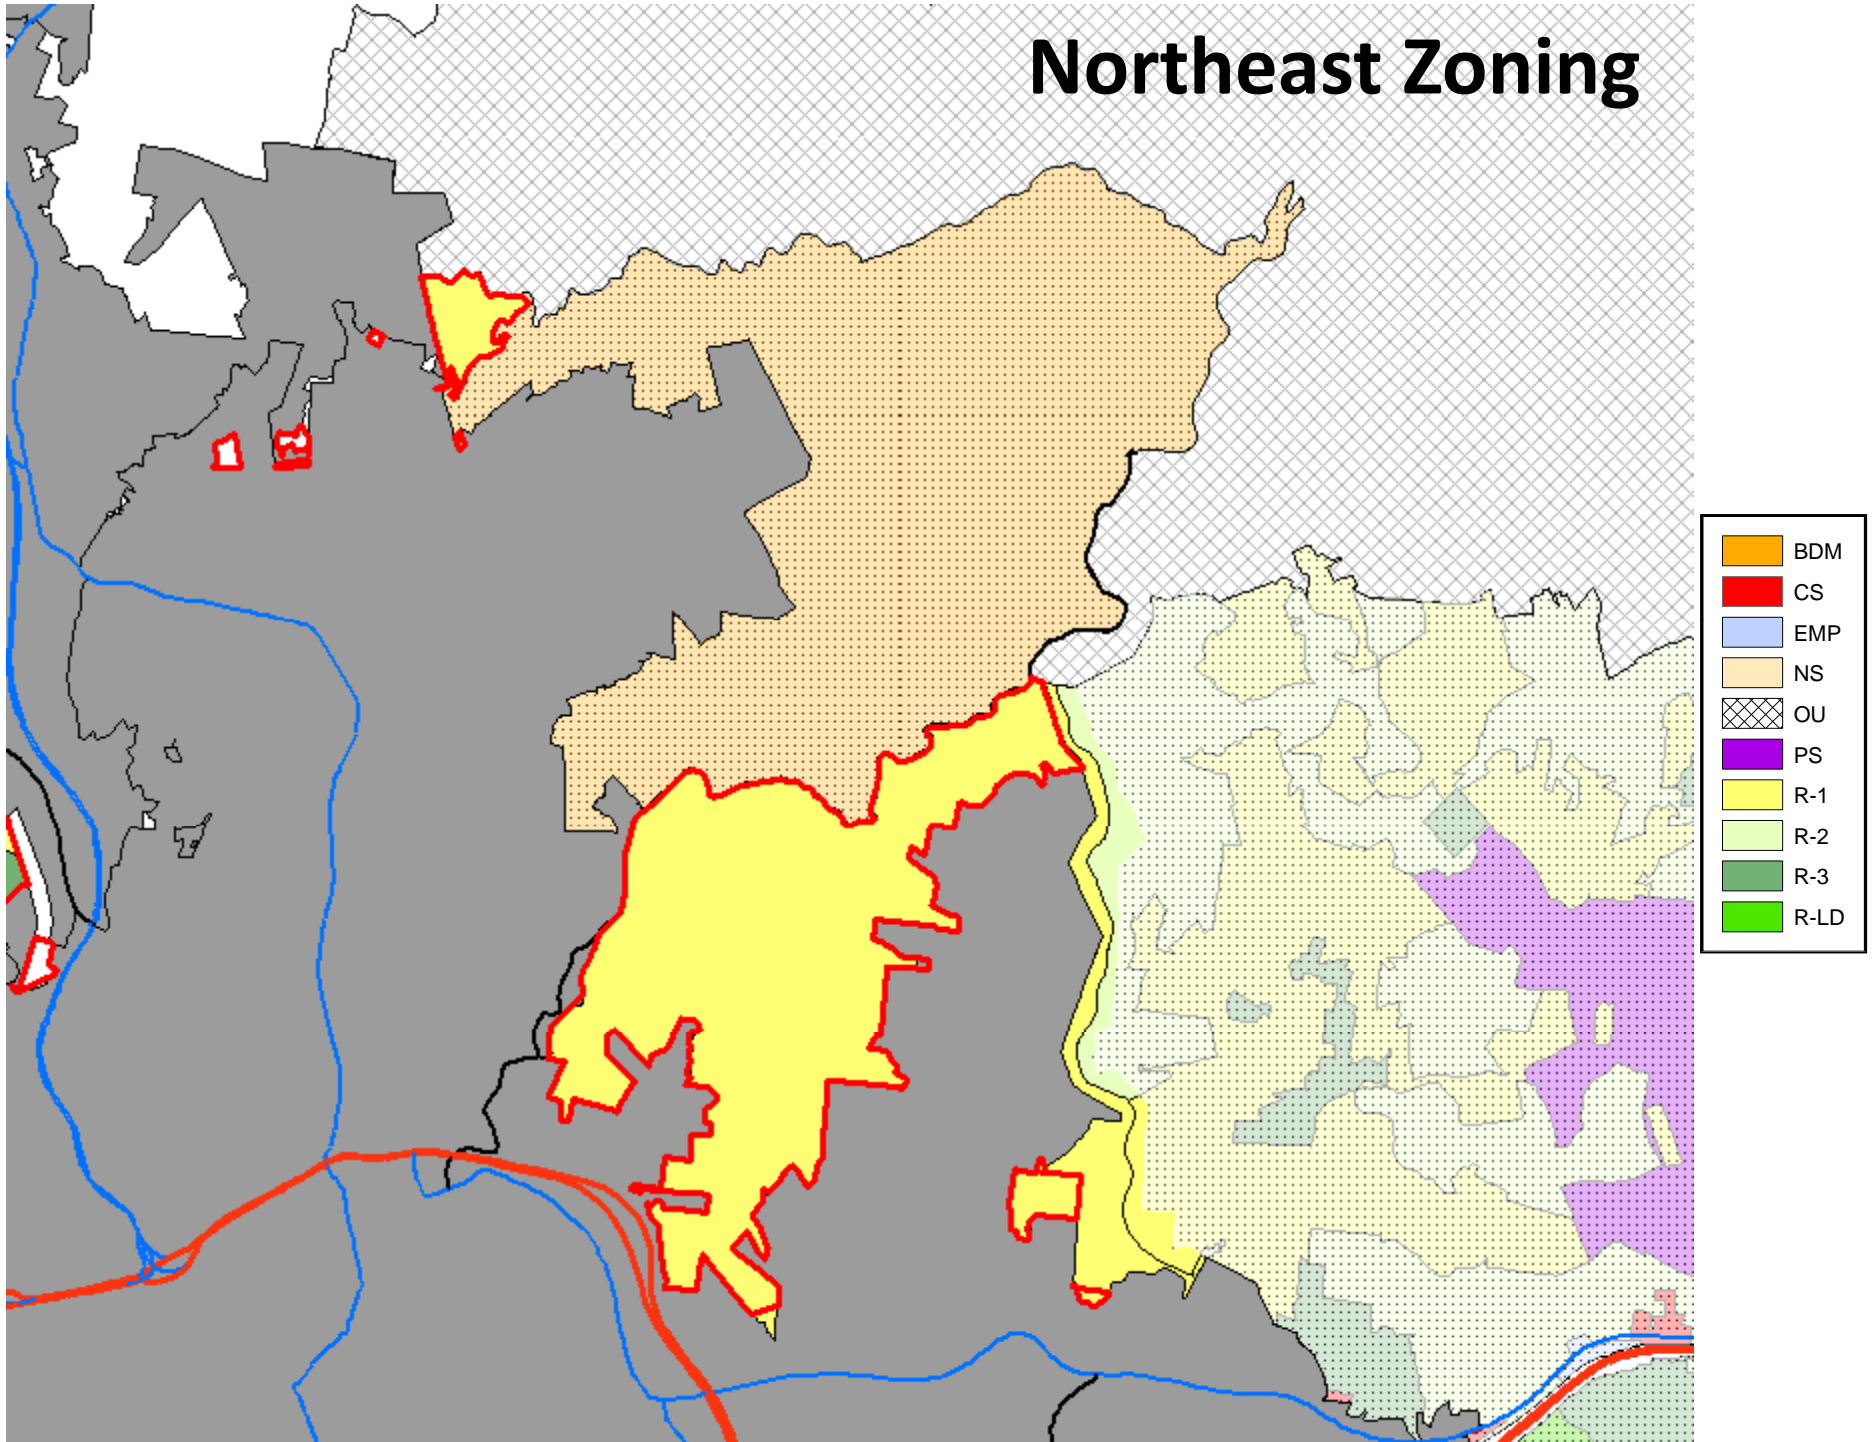 Northeast Zoning
BDM
CS
EMP
NS
OU
PS
R-1
R-2
R-3
R-LD